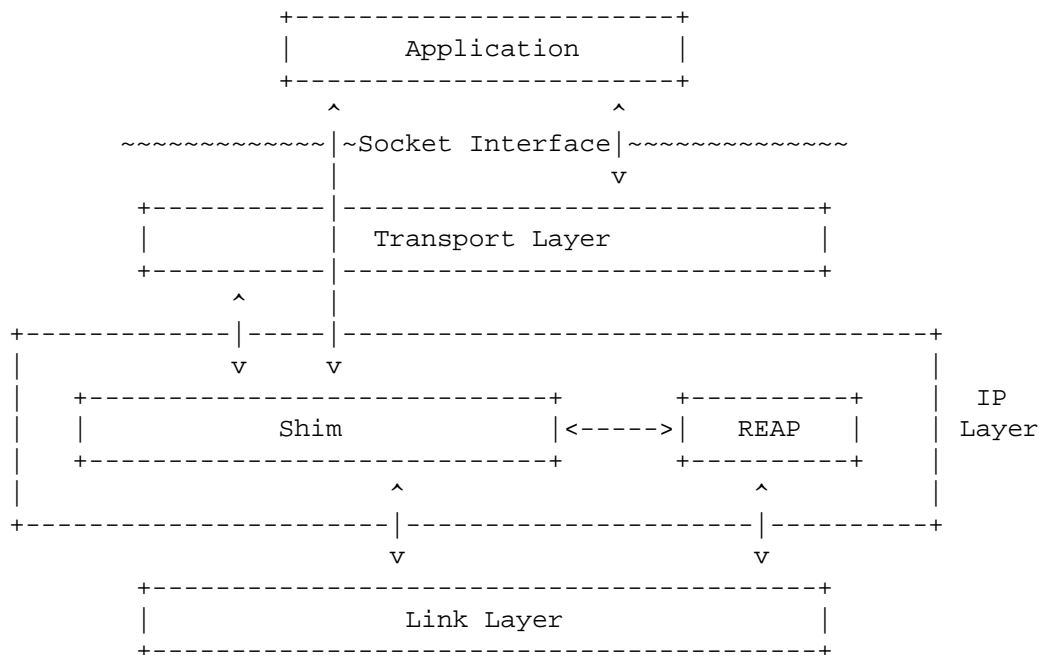 Application
Socket Interface
Transport Layer
IP
Shim REAP Layer
Link Layer